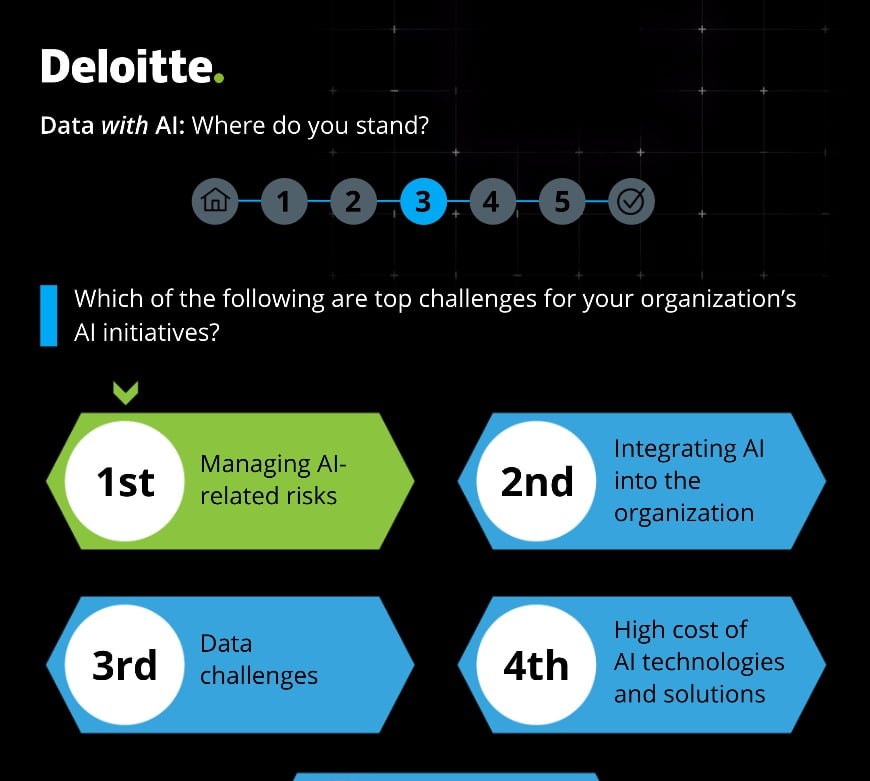 Deloitte.
Data with AI: Where do you stand?
1 2 3 4 5
Which of the following are top challenges for your organization’s
AI initiatives?
1st
Managing AI-
related risks
2nd
Integrating AI
into the
organization
3rd
Data
challenges
4th
High cost of
AI technologies
and solutions